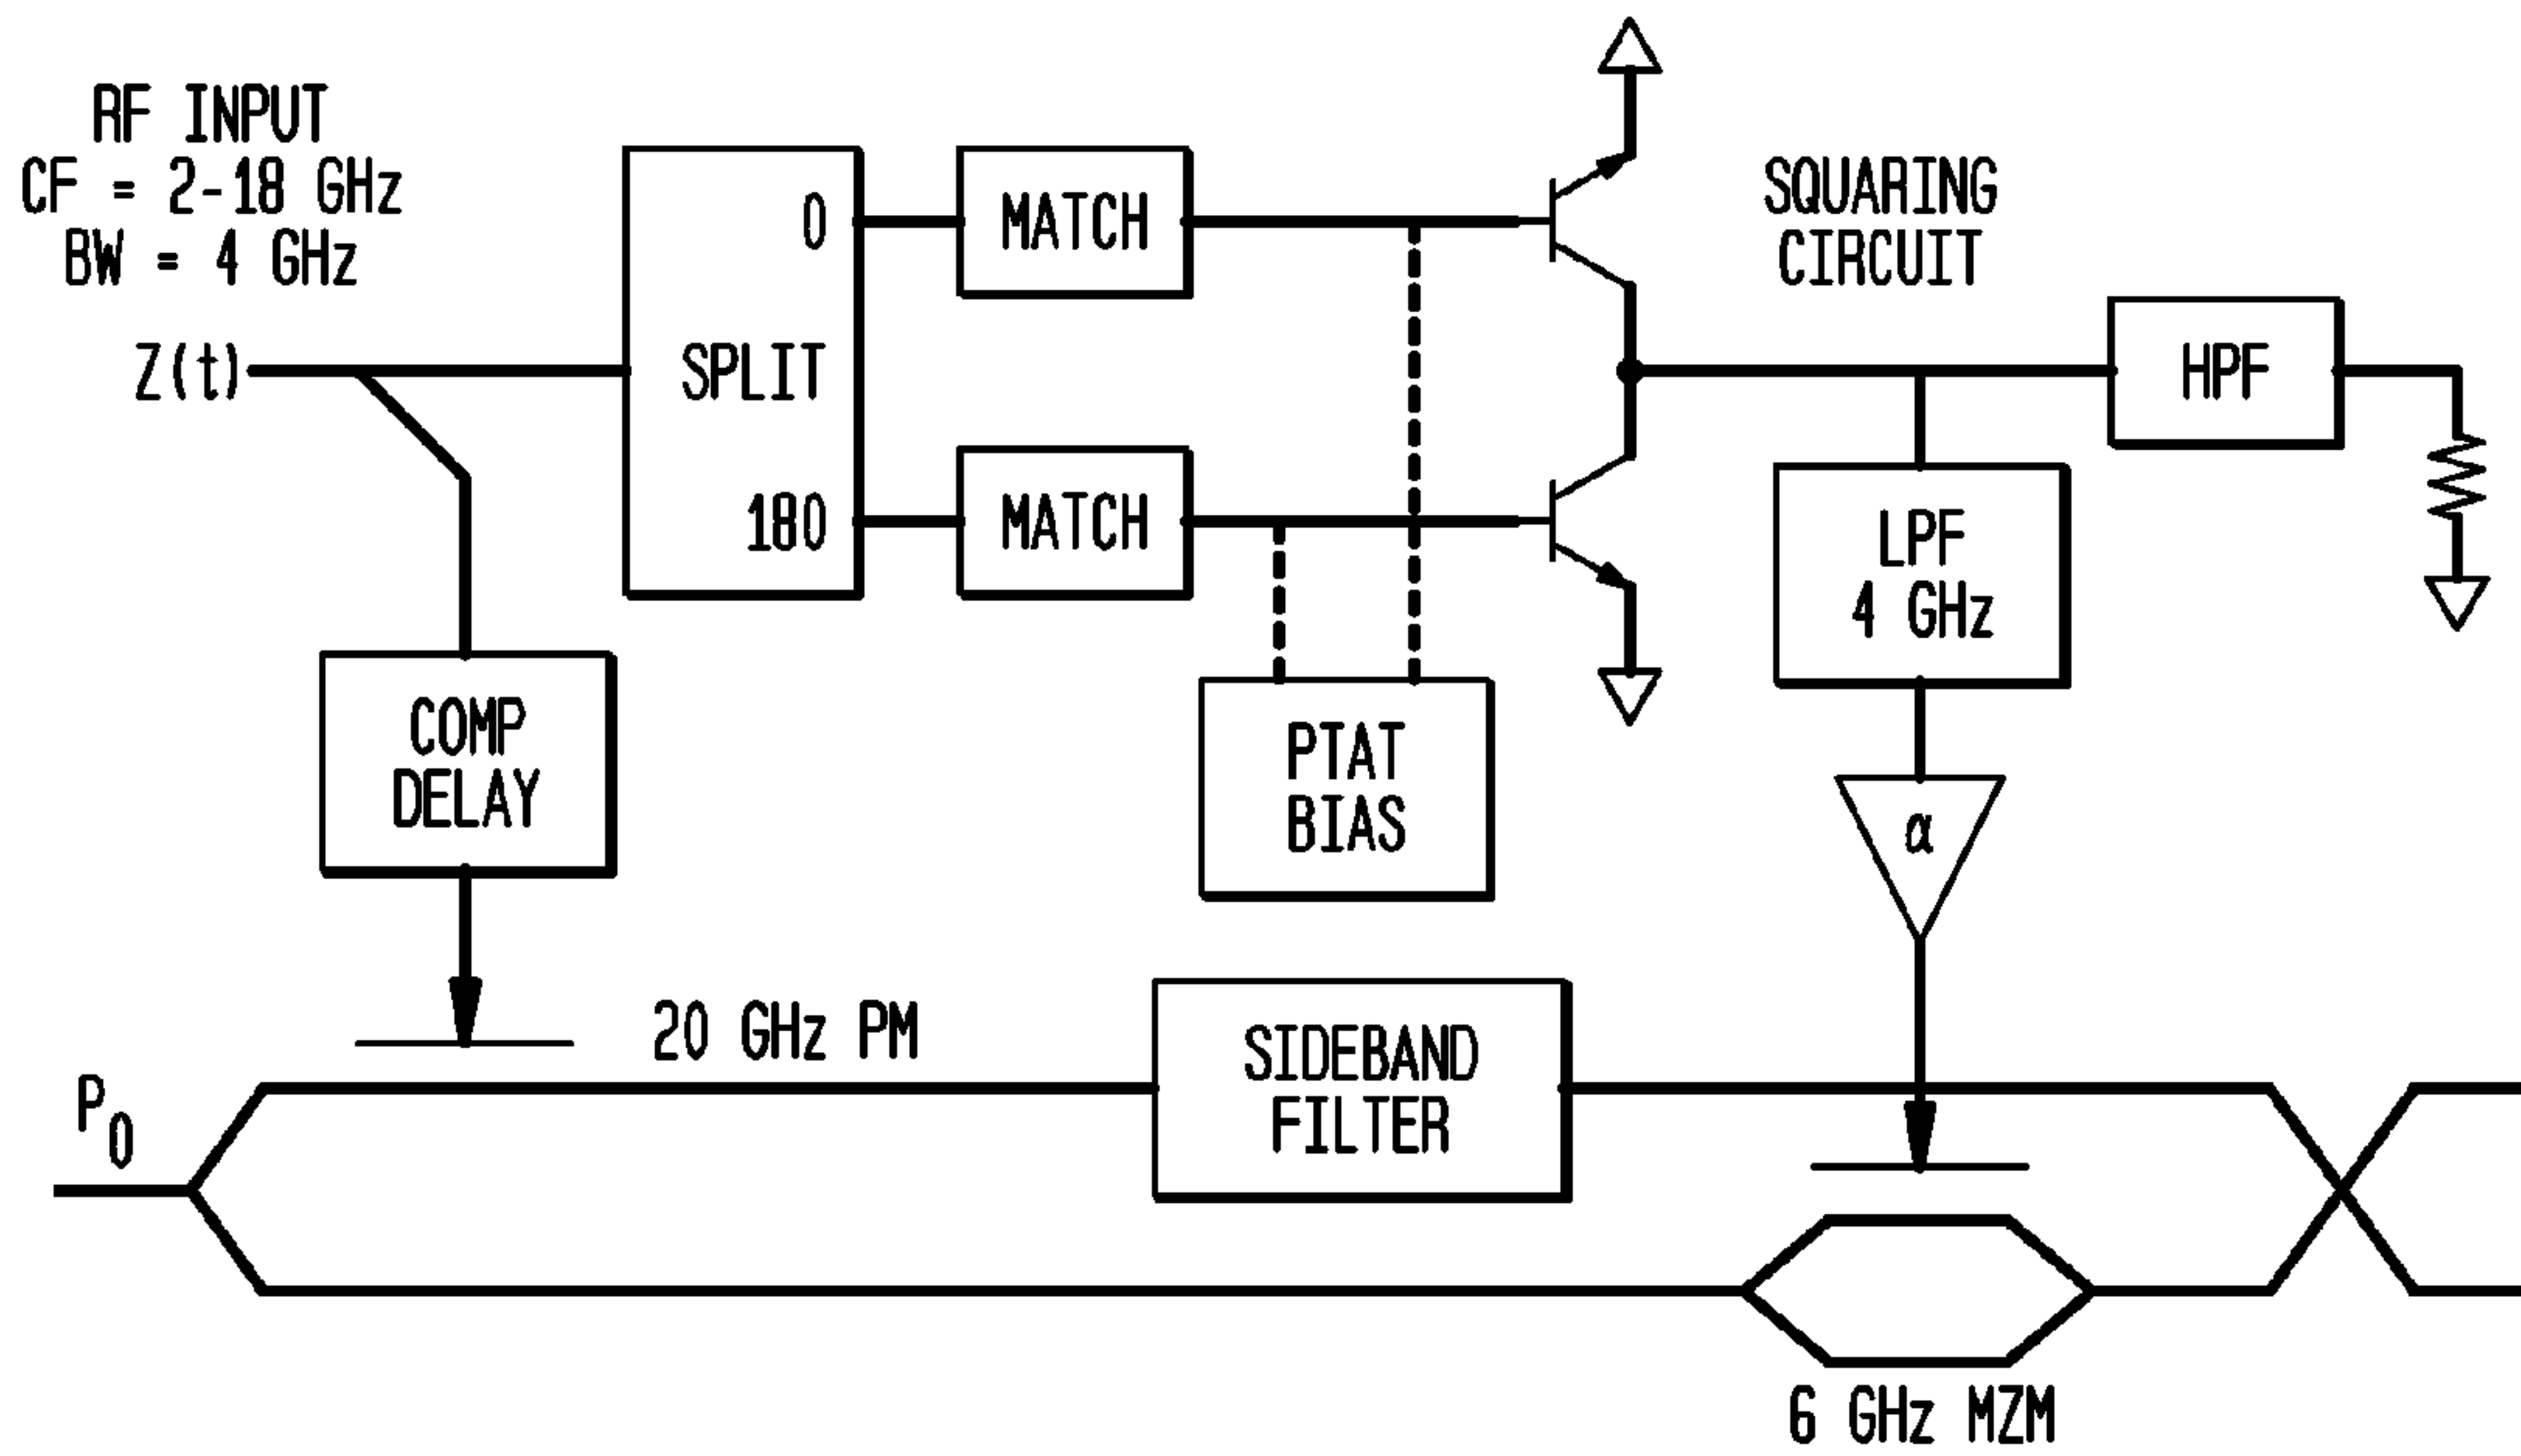 RF INPUT
CF = 2-18 GHz
BW = 4 GHz
Z(t)
SPLIT
0
180
MATCH
MATCH
SQUARING
CIRCUIT
HPF
LPF
4 GHz
COMP
DELAY
PTAT
BIAS
α
20 GHz PM
SIDEBAND
FILTER
P0
6 GHz MZM